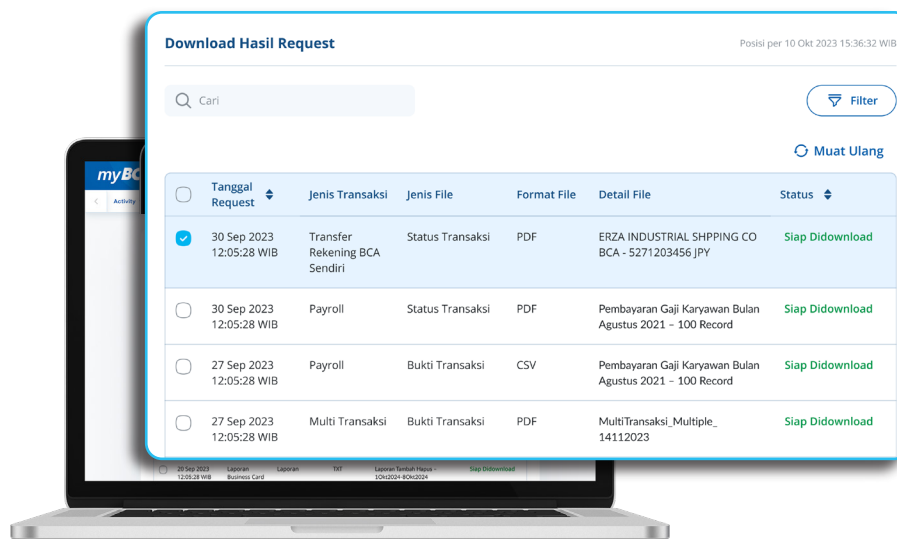 Download Hasil Request
Posisi per 10 Okt 2023 15:36:32 WIB
Cari
Filter
Muat Ulang
Tanggal Request Jenis Transaksi Jenis File Format File Detail File Status
30 Sep 2023 12:05:28 WIB Transfer Rekening BCA Sendiri Status Transaksi PDF ERZA INDUSTRIAL SHPPING CO BCA - 5271203456 JPY Siap Didownload
30 Sep 2023 12:05:28 WIB Payroll Status Transaksi PDF Pembayaran Gaji Karyawan Bulan Agustus 2021 – 100 Record Siap Didownload
27 Sep 2023 12:05:28 WIB Payroll Bukti Transaksi CSV Pembayaran Gaji Karyawan Bulan Agustus 2021 – 100 Record Siap Didownload
27 Sep 2023 12:05:28 WIB Multi Transaksi Bukti Transaksi PDF MultiTransaksi_Multiple_ 14112023 Siap Didownload
myBC
Activity
20 Sep 2023 12:05:28 WIB Laporan Business Card Laporan TXT Laporan Tambah Hapus – 1Okt2024-8Okt2024 Siap Download